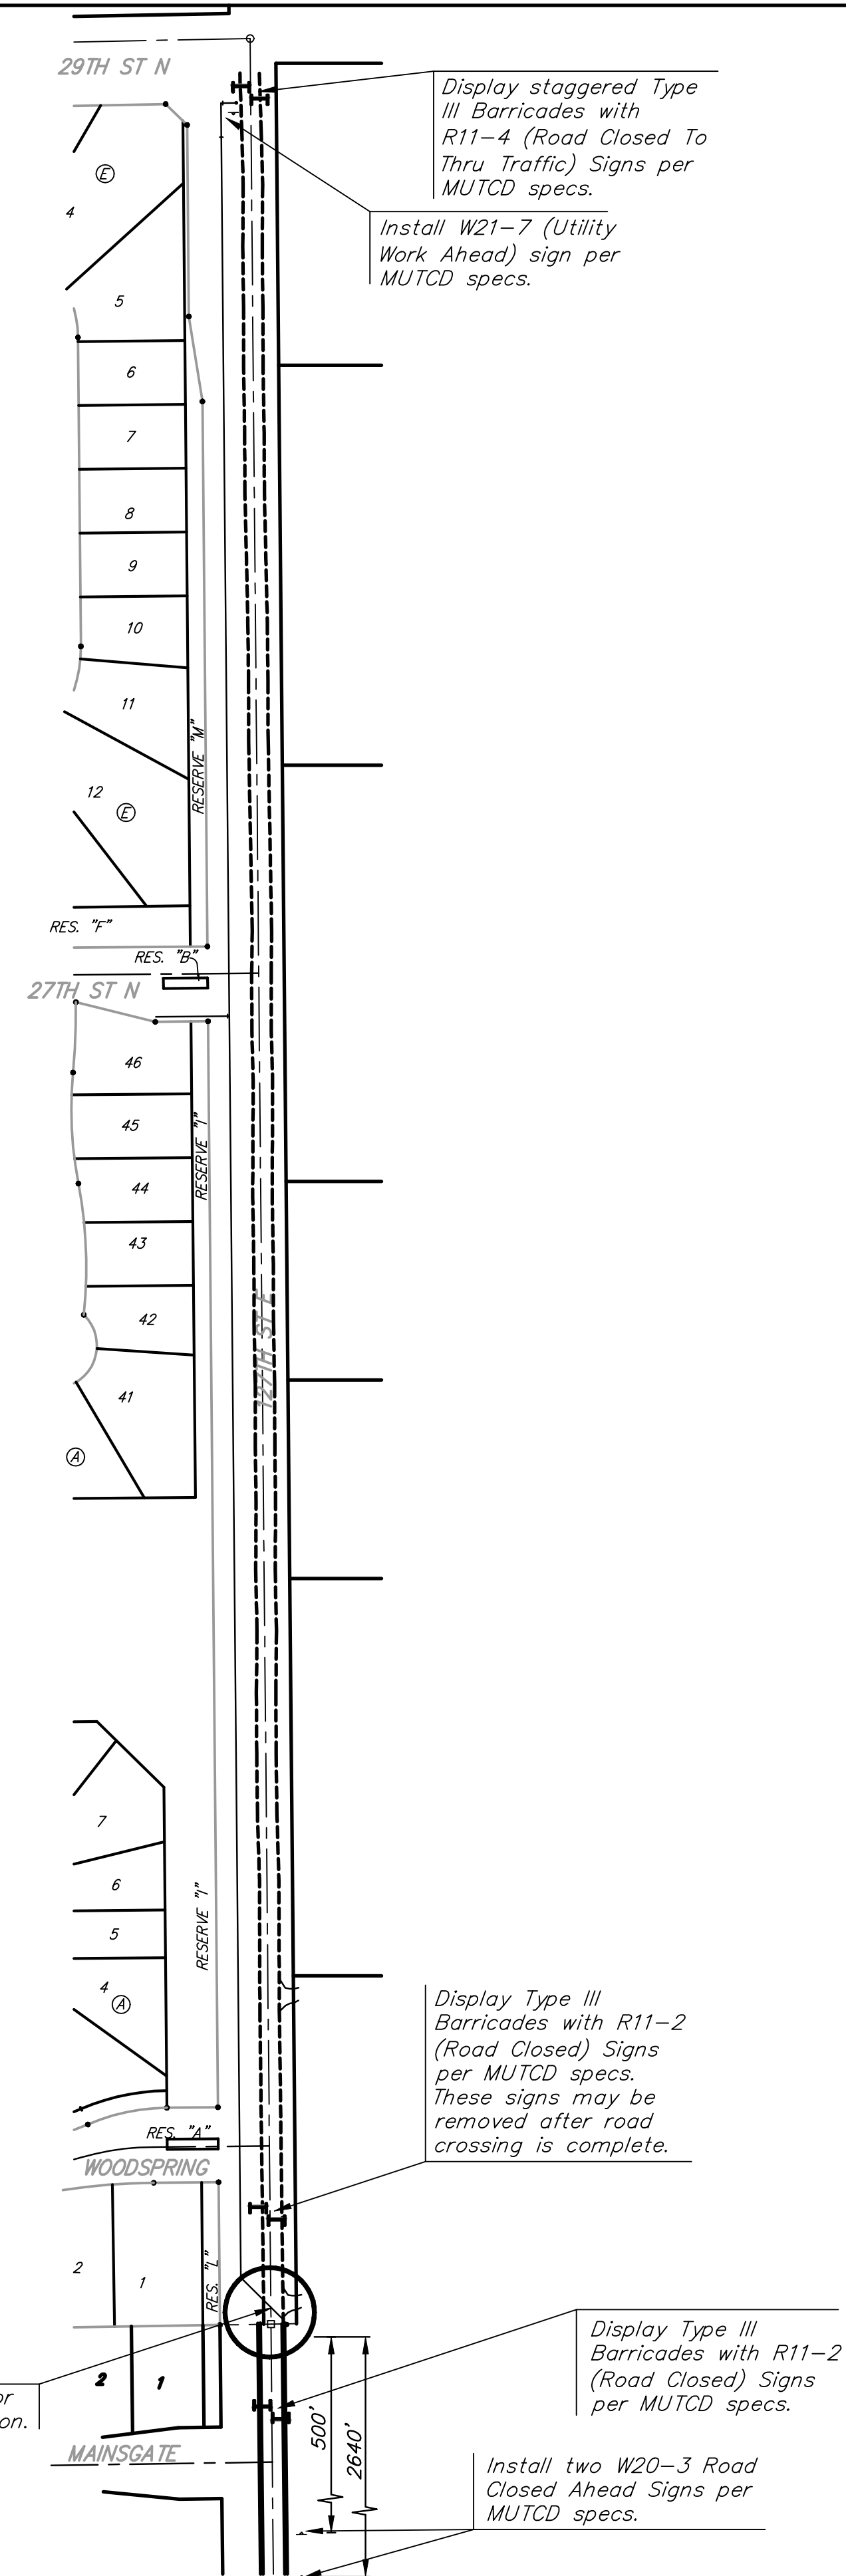 29TH ST N
Display staggered Type
III Barricades with
R11-4 (Road Closed To
Thru Traffic) Signs per
MUTCD specs.
Install W21-7 (Utility
Work Ahead) sign per
MUTCD specs.
E
4
5
6
7
8
9
10
11
RESERVE "M"
12
E
RES. "F"
RES. "B"
27TH ST N
46
45
RESERVE "I"
44
43
127TH ST E
42
41
A
7
6
RESERVE "I"
5
4
A
Display Type III
Barricades with R11-2
(Road Closed) Signs
per MUTCD specs.
These signs may be
removed after road
crossing is complete.
RES. "A"
WOODSPRING
2
1
RES. "L"
Display Type III
Barricades with R11-2
(Road Closed) Signs
per MUTCD specs.
2
1
or
on.
500'
2640'
MAINSGATE
Install two W20-3 Road
Closed Ahead Signs per
MUTCD specs.